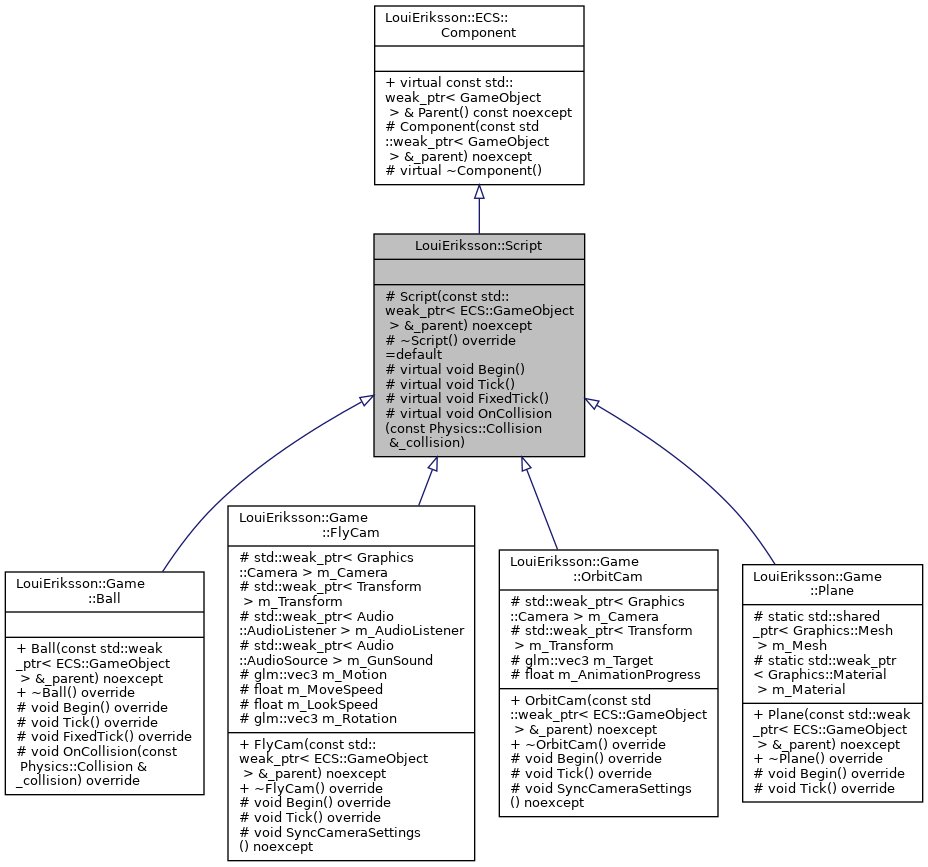 LouiEriksson::ECS::
Component
+ virtual const std::
weak_ptr< GameObject
> & Parent() const noexcept
# Component(const std
::weak_ptr< GameObject
> &_parent) noexcept
# virtual ~Component()
LouiEriksson::Script
# Script(const std::
weak_ptr< ECS::GameObject
> &_parent) noexcept
# ~Script() override
=default
# virtual void Begin()
# virtual void Tick()
# virtual void FixedTick()
# virtual void OnCollision
(const Physics::Collision
&_collision)
LouiEriksson::Game
::Ball
+ Ball(const std::weak
_ptr< ECS::GameObject
> &_parent) noexcept
+ ~Ball() override
# void Begin() override
# void Tick() override
# void FixedTick() override
# void OnCollision(const
Physics::Collision &
_collision) override
LouiEriksson::Game
::FlyCam
# std::weak_ptr< Graphics
::Camera > m_Camera
# std::weak_ptr< Transform
> m_Transform
# std::weak_ptr< Audio
::AudioListener > m_AudioListener
# std::weak_ptr< Audio
::AudioSource > m_GunSound
# glm::vec3 m_Motion
# float m_MoveSpeed
# float m_LookSpeed
# glm::vec3 m_Rotation
+ FlyCam(const std::
weak_ptr< ECS::GameObject
> &_parent) noexcept
+ ~FlyCam() override
# void Begin() override
# void Tick() override
# void SyncCameraSettings
() noexcept
LouiEriksson::Game
::OrbitCam
# std::weak_ptr< Graphics
::Camera > m_Camera
# std::weak_ptr< Transform
> m_Transform
# glm::vec3 m_Target
# float m_AnimationProgress
+ OrbitCam(const std
::weak_ptr< ECS::GameObject
> &_parent) noexcept
+ ~OrbitCam() override
# void Begin() override
# void Tick() override
# void SyncCameraSettings
() noexcept
LouiEriksson::Game
::Plane
# static std::shared
_ptr< Graphics::Mesh
> m_Mesh
# static std::weak_ptr
< Graphics::Material
> m_Material
+ Plane(const std::weak
_ptr< ECS::GameObject
> &_parent) noexcept
+ ~Plane() override
# void Begin() override
# void Tick() override